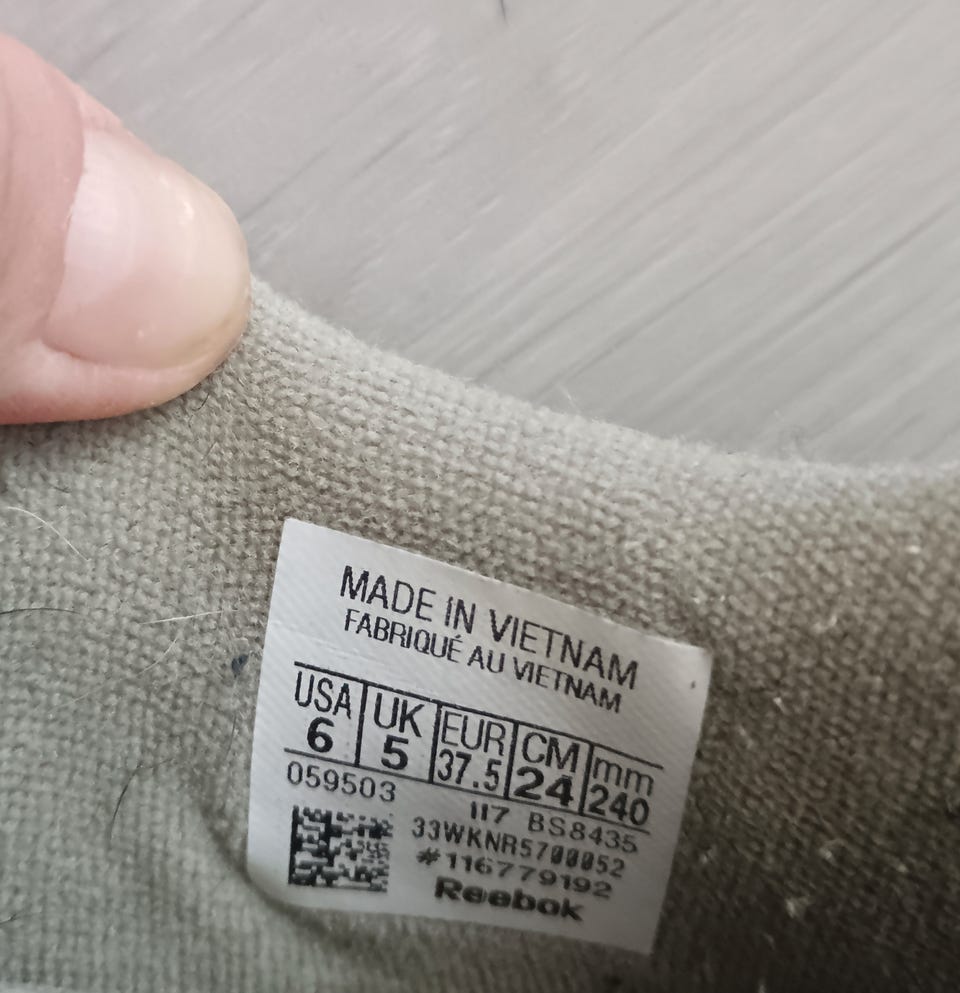 MADE IN VIETNAM
FABRIQUÉ AU VIETNAM
USA UK EUR CM mm
6 5 37.5 24 240
059503 117 BS8435
33WKNR5700052
#116779192
Reebok